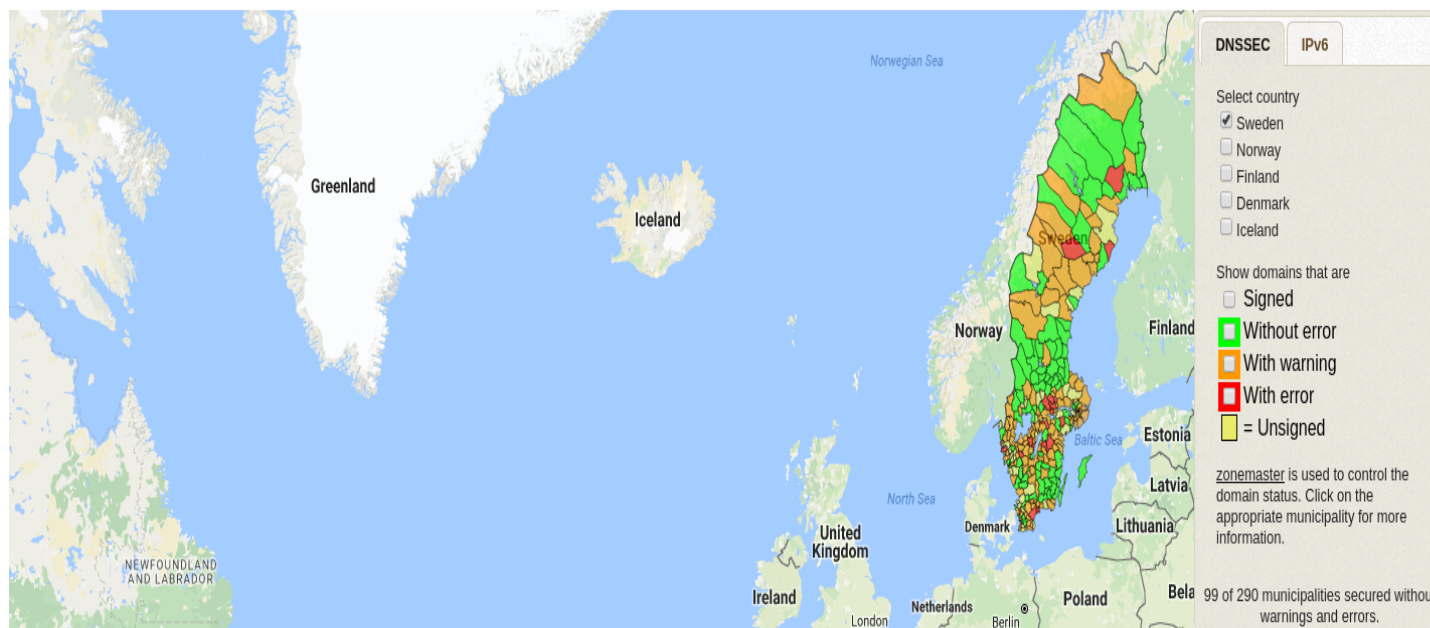 Norwegian Sea
Greenland
Iceland
Sweden
Norway
Finland
Baltic Sea
Estonia
North Sea
Latvia
Denmark
Lithuania
United
Kingdom
NEWFOUNDLAND
AND LABRADOR
Ireland
Netherlands
Poland
London
Berlin
DNSSEC
IPv6
Select country
Sweden
Norway
Finland
Denmark
Iceland
Show domains that are
Signed
Without error
With warning
With error
= Unsigned
zonemaster is used to control the
domain status. Click on the
appropriate municipality for more
information.
99 of 290 municipalities secured
warnings and errors.